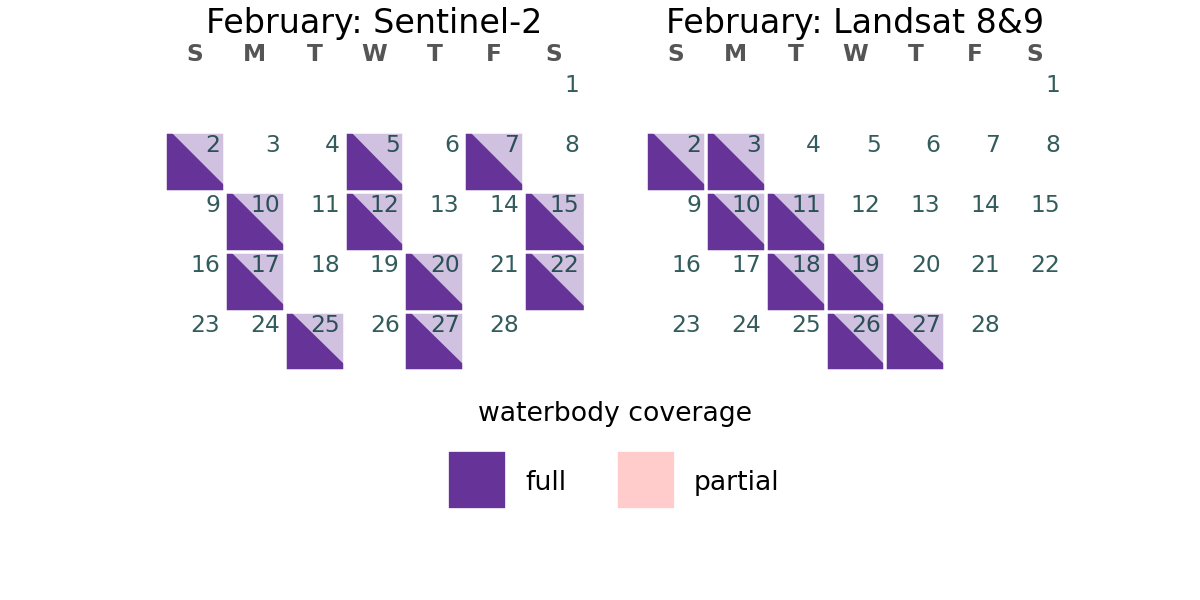 February: Sentinel-2
S M T W T F S
1
2 3 4 5 6 7 8
9 10 11 12 13 14 15
16 17 18 19 20 21 22
23 24 25 26 27 28
February: Landsat 8&9
S M T W T F S
1
2 3 4 5 6 7 8
9 10 11 12 13 14 15
16 17 18 19 20 21 22
23 24 25 26 27 28
waterbody coverage
full partial